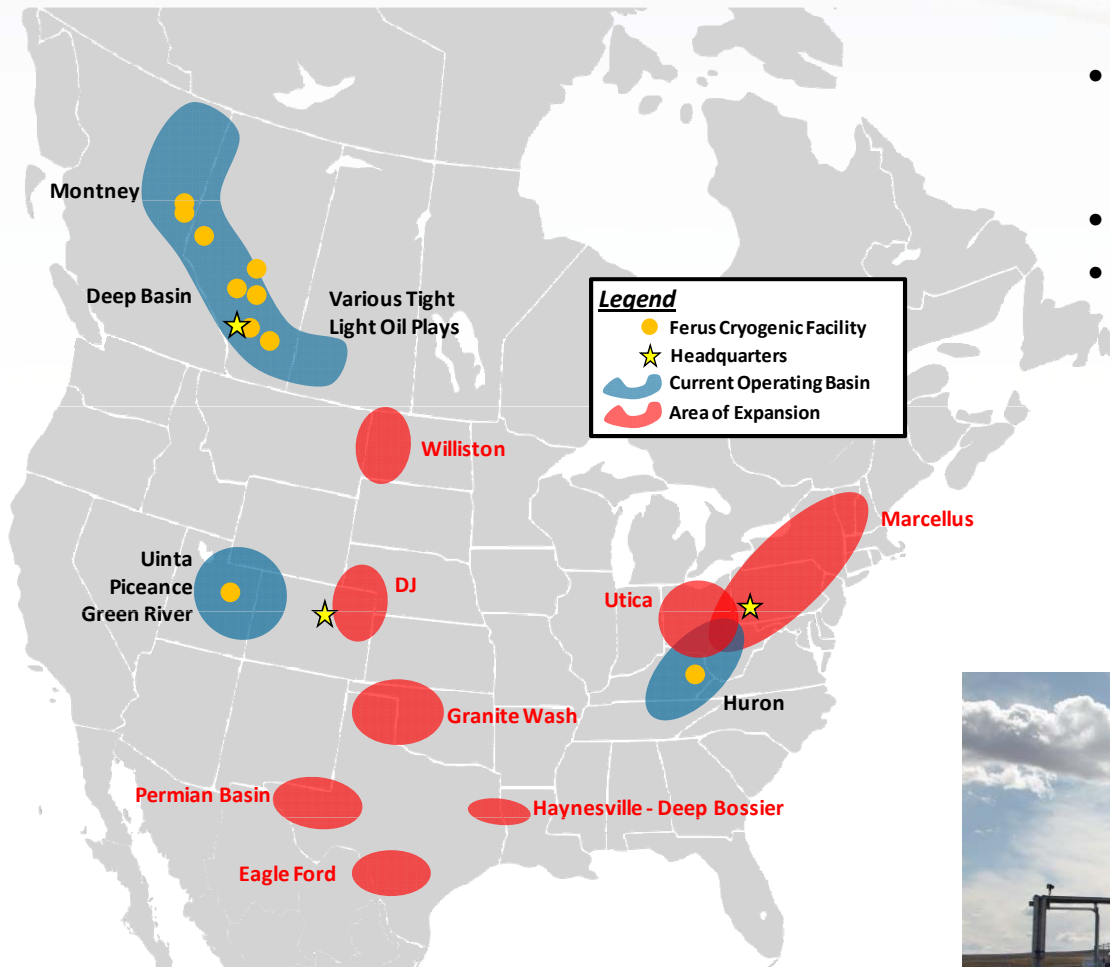 Montney
Deep Basin
Various Tight
Light Oil Plays
Legend
Ferus Cryogenic Facility
Headquarters
Current Operating Basin
Area of Expansion
Williston
Marcellus
Uinta
Piceance
Green River
DJ
Utica
Huron
Granite Wash
Permian Basin
Haynesville - Deep Bossier
Eagle Ford